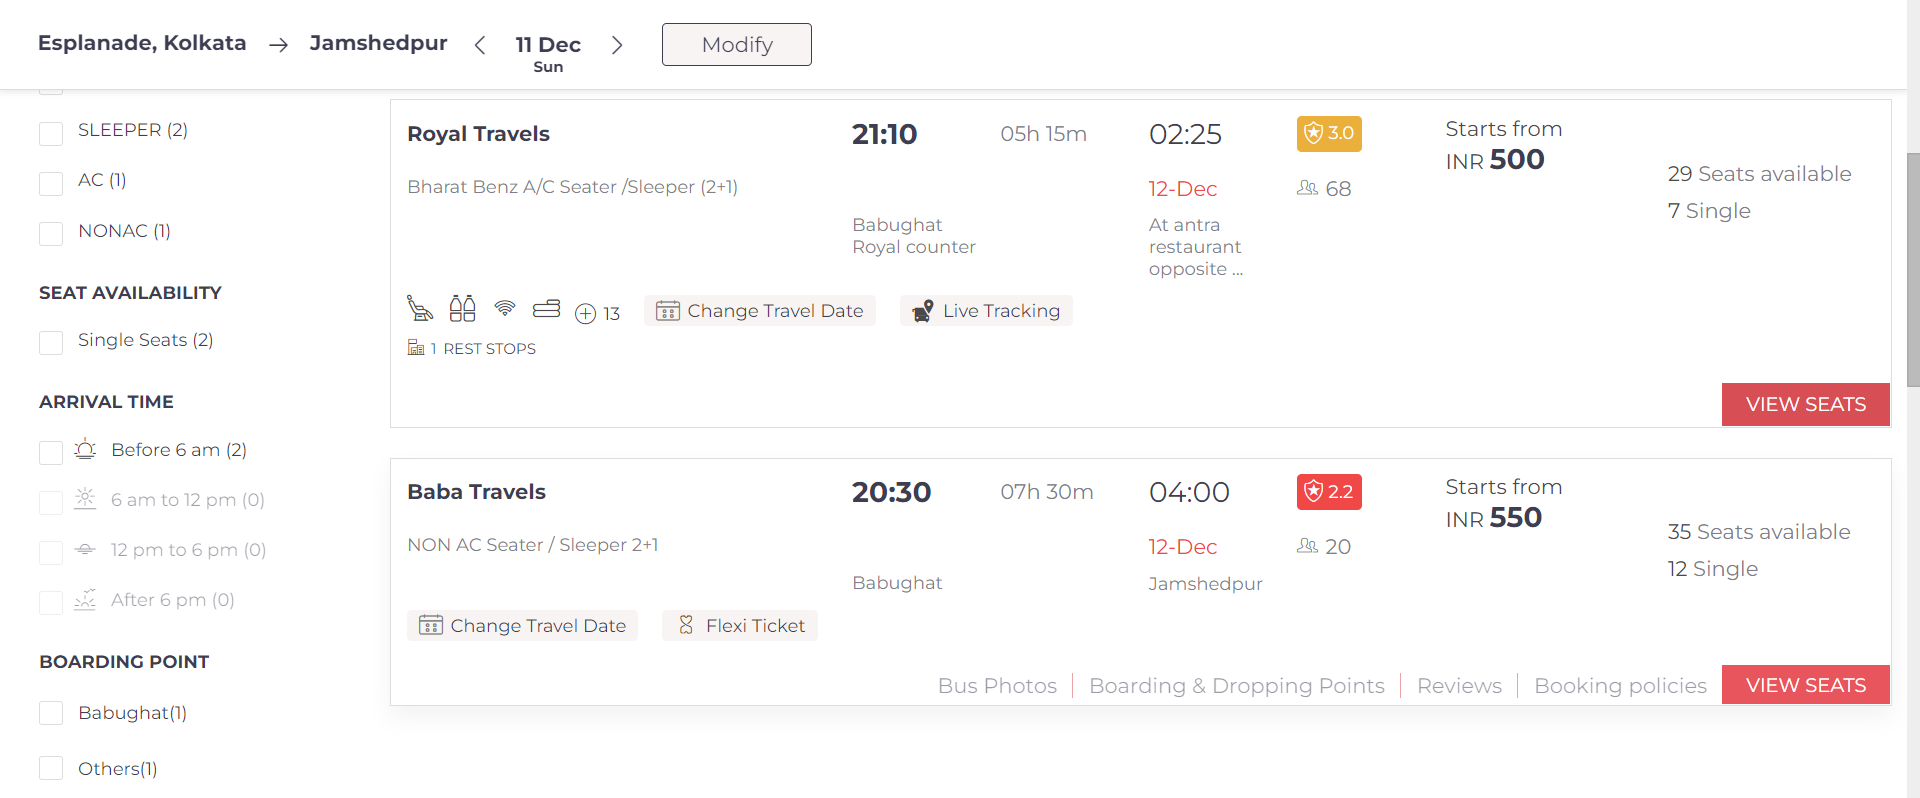 Esplanade, Kolkata → Jamshedpur < 11 Dec > Modify
Sun
SLEEPER (2)
AC (1)
NONAC (1)
SEAT AVAILABILITY
Single Seats (2)
ARRIVAL TIME
Before 6 am (2)
6 am to 12 pm (0)
12 pm to 6 pm (0)
After 6 pm (0)
BOARDING POINT
Babughat(1)
Others(1)
Royal Travels 21:10 05h 15m 02:25 3.0 Starts from
INR 500
29 Seats available
Bharat Benz A/C Seater /Sleeper (2+1) 12-Dec 68
7 Single
Babughat At antra
Royal counter restaurant
opposite ...
13 Change Travel Date Live Tracking
1 REST STOPS
VIEW SEATS
Baba Travels 20:30 07h 30m 04:00 2.2 Starts from
INR 550
35 Seats available
NON AC Seater / Sleeper 2+1 12-Dec 20
12 Single
Babughat Jamshedpur
Change Travel Date Flexi Ticket
Bus Photos Boarding & Dropping Points Reviews Booking policies VIEW SEATS